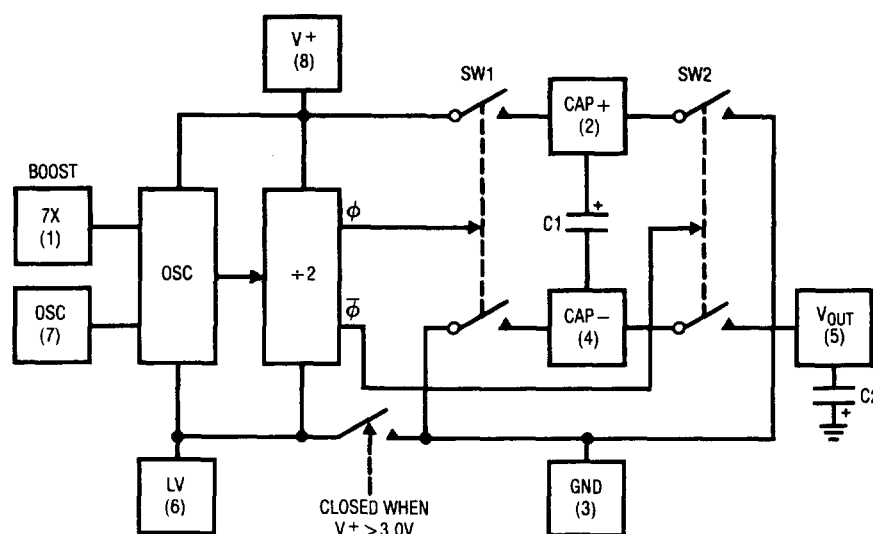 V+
(8)
SW1
SW2
CAP+
(2)
BOOST
7X
(1)
OSC
(7)
OSC
÷2
ϕ
ϕ̅
+
C1
CAP−
(4)
VOUT
(5)
C2
+
LV
(6)
CLOSED WHEN
V+ >3.0V
GND
(3)